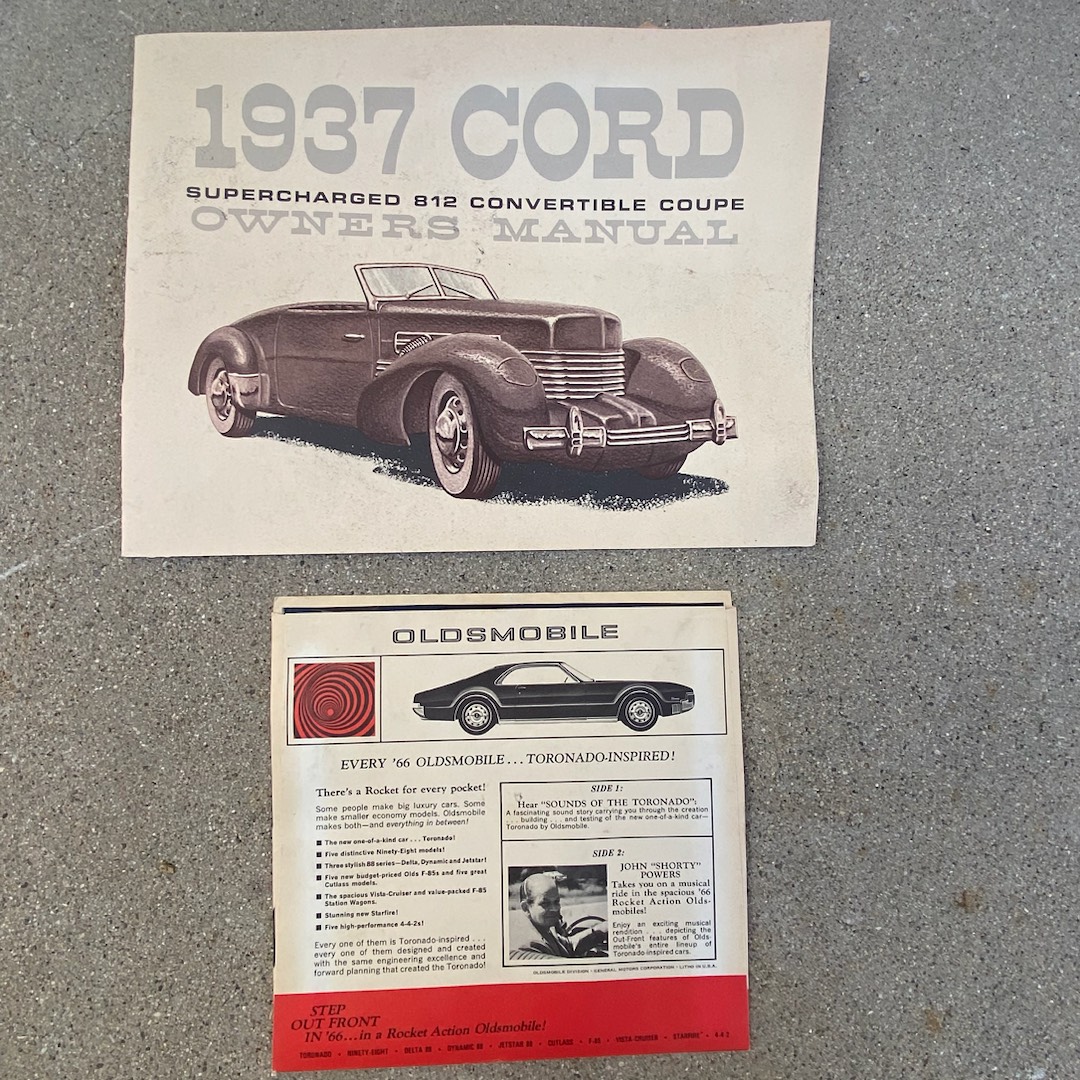 1937 CORD
SUPERCHARGED 812 CONVERTIBLE COUPE
OWNERS MANUAL
OLDSMOBILE
EVERY '66 OLDSMOBILE . . . TORONADO-INSPIRED!
There's a Rocket for every pocket!
Some people make big luxury cars. Some
make smaller economy models. Oldsmobile
makes both—and everything in between!
■ The new one-of-a-kind car . . . Toronado!
■ Five distinctive Ninety-Eight models!
■ Three stylish 88 series—Delta, Dynamic and Jetstar!
■ Five new budget-priced Olds F-85s and five great
Cutlass models.
■ The spacious Vista-Cruiser and value-packed F-85
Station Wagons.
■ Stunning new Starfire!
■ Five high-performance 4-4-2s!
Every one of them is Toronado-inspired . . .
every one of them designed and created
with the same engineering excellence and
forward planning that created the Toronado!
SIDE 1:
Hear "SOUNDS OF THE TORONADO":
A fascinating sound story carrying you through the creation
. . . building . . . and testing of the new one-of-a-kind car—
Toronado by Oldsmobile.
SIDE 2:
JOHN "SHORTY"
POWERS
Takes you on a musical
ride in the spacious '66
Rocket Action Olds-
mobiles!
Enjoy an exciting musical
rendition . . . depicting the
Out-Front features of Olds-
mobile's entire lineup of
Toronado-inspired cars.
OLDSMOBILE DIVISION • GENERAL MOTORS CORPORATION • LITHO IN U.S.A.
STEP
OUT FRONT
IN '66 . . . in a Rocket Action Oldsmobile!
TORONADO • NINETY-EIGHT • DELTA 88 • DYNAMIC 88 • JETSTAR 88 • CUTLASS • F-85 • VISTA-CRUISER • STARFIRE • 4-4-2